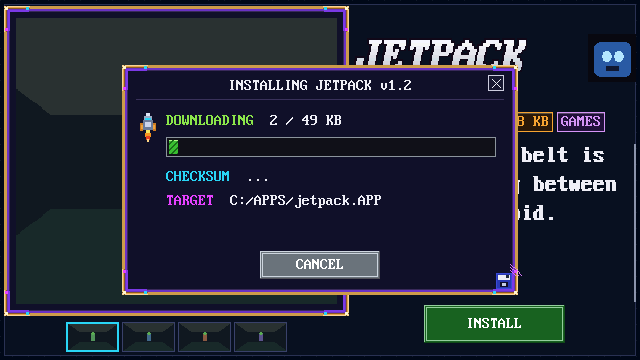 JETPACK
INSTALLING JETPACK v1.2
DOWNLOADING 2 / 49 KB
CHECKSUM ...
TARGET C:/APPS/jetpack.APP
CANCEL
KB GAMES
belt is
between
INSTALL